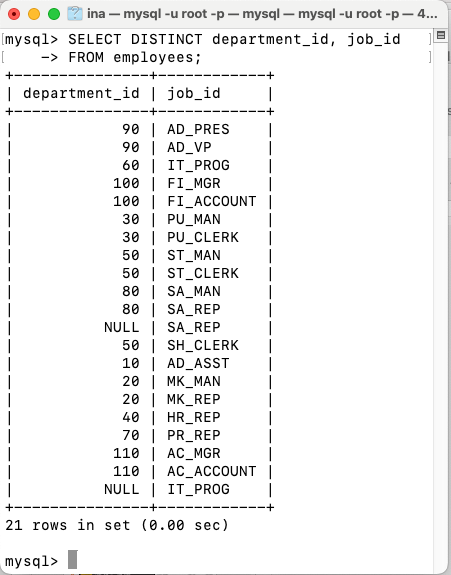 ina — mysql -u root -p — mysql — mysql -u root -p — 4...
[mysql> SELECT DISTINCT department_id, job_id ]
[    -> FROM employees; ]
+---------------+------------+
| department_id | job_id     |
+---------------+------------+
|            90 | AD_PRES    |
|            90 | AD_VP      |
|            60 | IT_PROG    |
|           100 | FI_MGR     |
|           100 | FI_ACCOUNT |
|            30 | PU_MAN     |
|            30 | PU_CLERK   |
|            50 | ST_MAN     |
|            50 | ST_CLERK   |
|            80 | SA_MAN     |
|            80 | SA_REP     |
|          NULL | SA_REP     |
|            50 | SH_CLERK   |
|            10 | AD_ASST    |
|            20 | MK_MAN     |
|            20 | MK_REP     |
|            40 | HR_REP     |
|            70 | PR_REP     |
|           110 | AC_MGR     |
|           110 | AC_ACCOUNT |
|          NULL | IT_PROG    |
+---------------+------------+
21 rows in set (0.00 sec)
mysql>